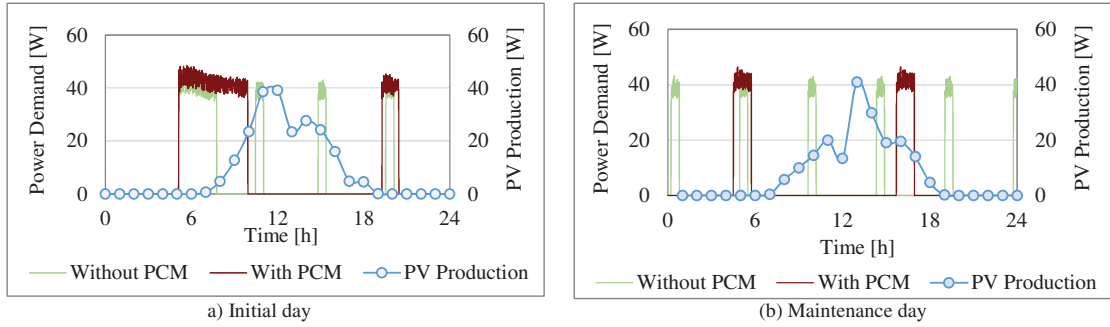 60
40
20
0
Power Demand [W]
60
40
20
0
PV Production [W]
0
6
12
18
24
Time [h]
Without PCM
With PCM
PV Production
a) Initial day
60
40
20
0
Power Demand [W]
60
40
20
0
PV Production [W]
0
6
12
18
24
Time [h]
Without PCM
With PCM
PV Production
(b) Maintenance day